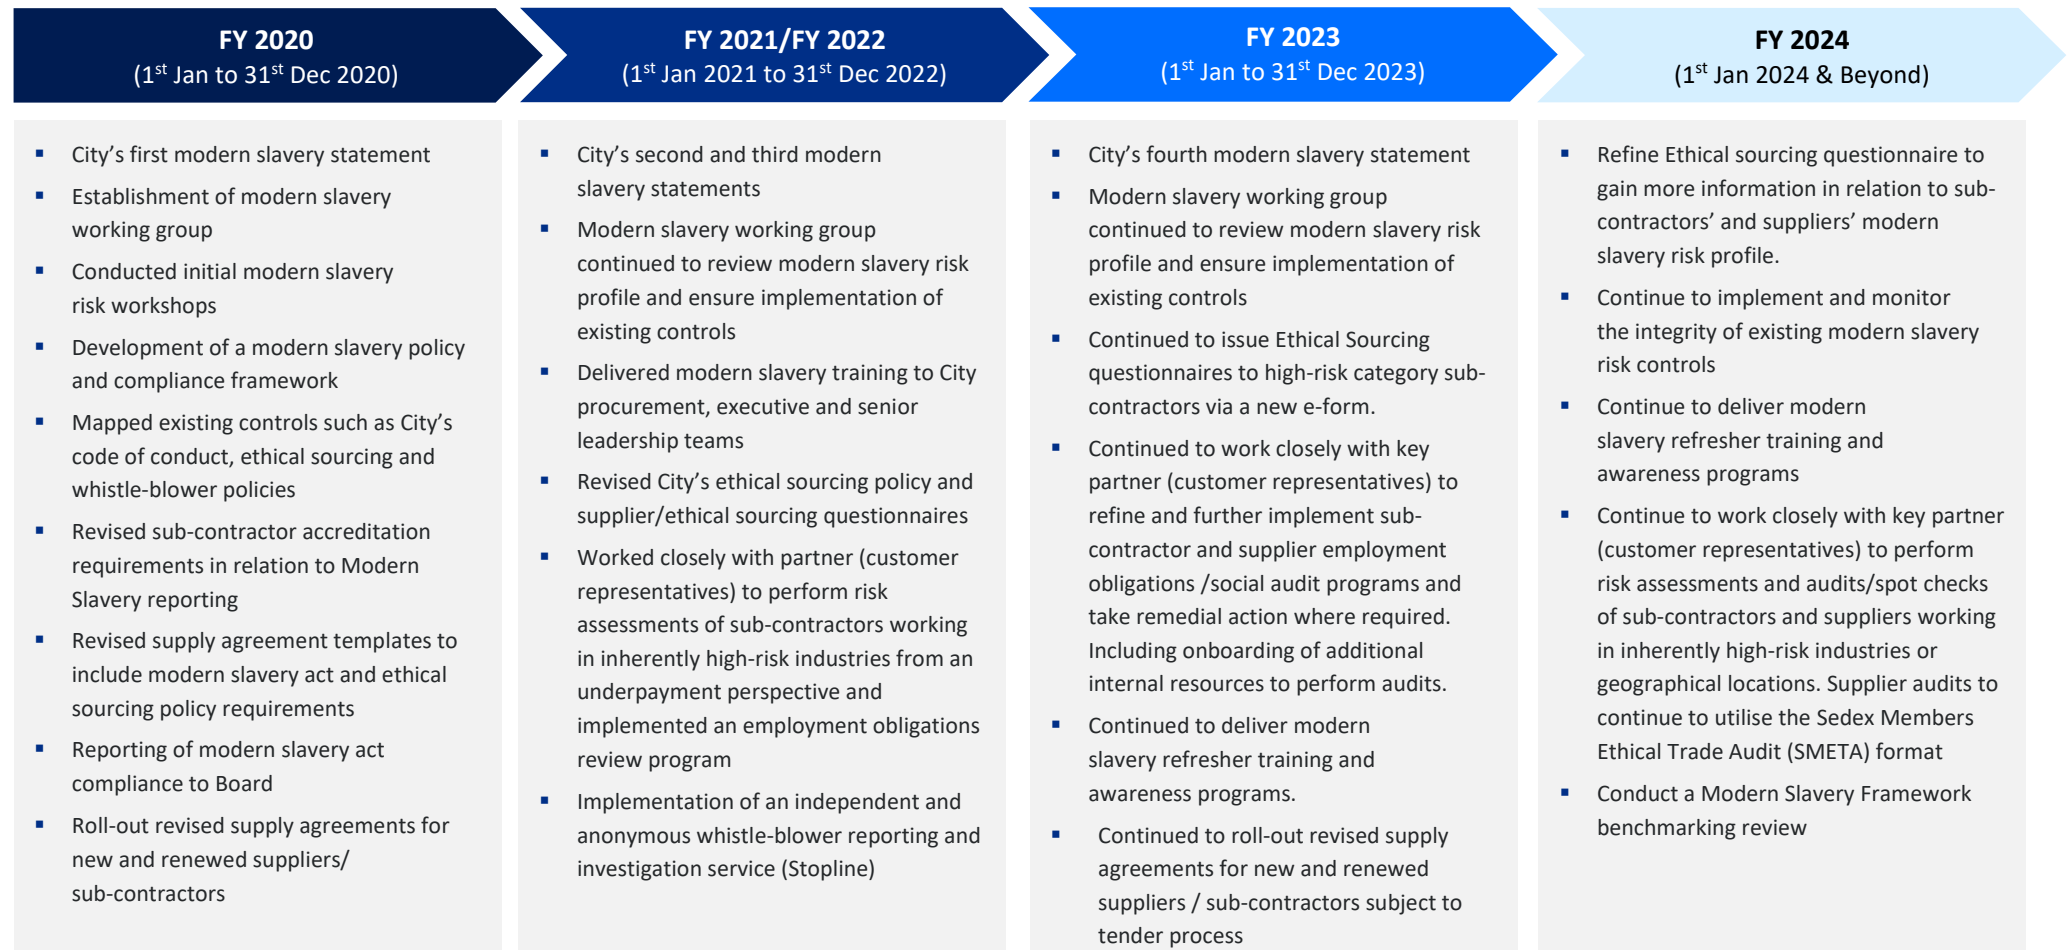 FY 2020
(1st Jan to 31st Dec 2020)
▪ City’s first modern slavery statement
▪ Establishment of modern slavery
working group
▪ Conducted initial modern slavery
risk workshops
▪ Development of a modern slavery policy
and compliance framework
▪ Mapped existing controls such as City’s
code of conduct, ethical sourcing and
whistle-blower policies
▪ Revised sub-contractor accreditation
requirements in relation to Modern
Slavery reporting
▪ Revised supply agreement templates to
include modern slavery act and ethical
sourcing policy requirements
▪ Reporting of modern slavery act
compliance to Board
▪ Roll-out revised supply agreements for
new and renewed suppliers/
sub-contractors
FY 2021/FY 2022
(1st Jan 2021 to 31st Dec 2022)
▪ City’s second and third modern
slavery statements
▪ Modern slavery working group
continued to review modern slavery risk
profile and ensure implementation of
existing controls
▪ Delivered modern slavery training to City
procurement, executive and senior
leadership teams
▪ Revised City’s ethical sourcing policy and
supplier/ethical sourcing questionnaires
▪ Worked closely with partner (customer
representatives) to perform risk
assessments of sub-contractors working
in inherently high-risk industries from an
underpayment perspective and
implemented an employment obligations
review program
▪ Implementation of an independent and
anonymous whistle-blower reporting and
investigation service (Stopline)
FY 2023
(1st Jan to 31st Dec 2023)
▪ City’s fourth modern slavery statement
▪ Modern slavery working group
continued to review modern slavery risk
profile and ensure implementation of
existing controls
▪ Continued to issue Ethical Sourcing
questionnaires to high-risk category sub-
contractors via a new e-form.
▪ Continued to work closely with key
partner (customer representatives) to
refine and further implement sub-
contractor and supplier employment
obligations /social audit programs and
take remedial action where required.
Including onboarding of additional
internal resources to perform audits.
▪ Continued to deliver modern
slavery refresher training and
awareness programs.
▪ Continued to roll-out revised supply
agreements for new and renewed
suppliers / sub-contractors subject to
tender process
FY 2024
(1st Jan 2024 & Beyond)
▪ Refine Ethical sourcing questionnaire to
gain more information in relation to sub-
contractors’ and suppliers’ modern
slavery risk profile.
▪ Continue to implement and monitor
the integrity of existing modern slavery
risk controls
▪ Continue to deliver modern
slavery refresher training and
awareness programs
▪ Continue to work closely with key partner
(customer representatives) to perform
risk assessments and audits/spot checks
of sub-contractors and suppliers working
in inherently high-risk industries or
geographical locations. Supplier audits to
continue to utilise the Sedex Members
Ethical Trade Audit (SMETA) format
▪ Conduct a Modern Slavery Framework
benchmarking review